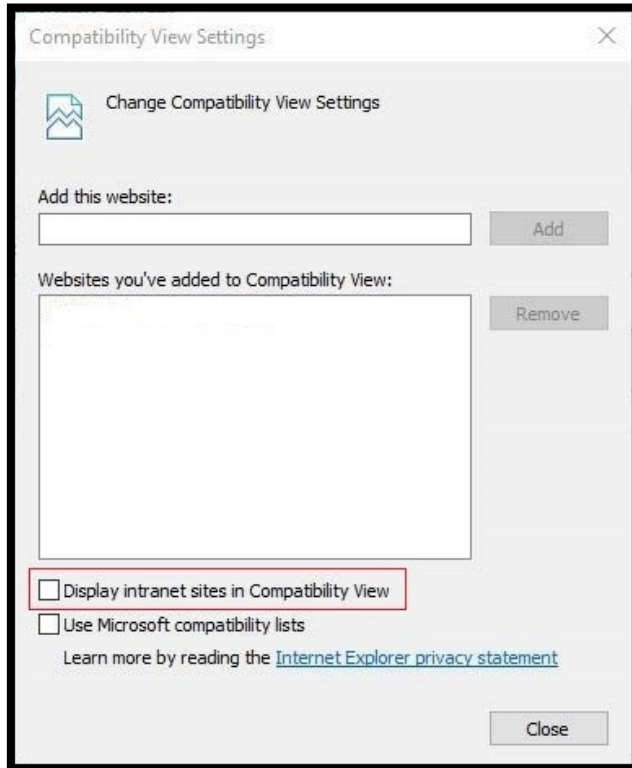 Compatibility View Settings
Change Compatibility View Settings
Add this website:
Add
Websites you've added to Compatibility View:
Remove
Display intranet sites in Compatibility View
Use Microsoft compatibility lists
Learn more by reading the Internet Explorer privacy statement
Close